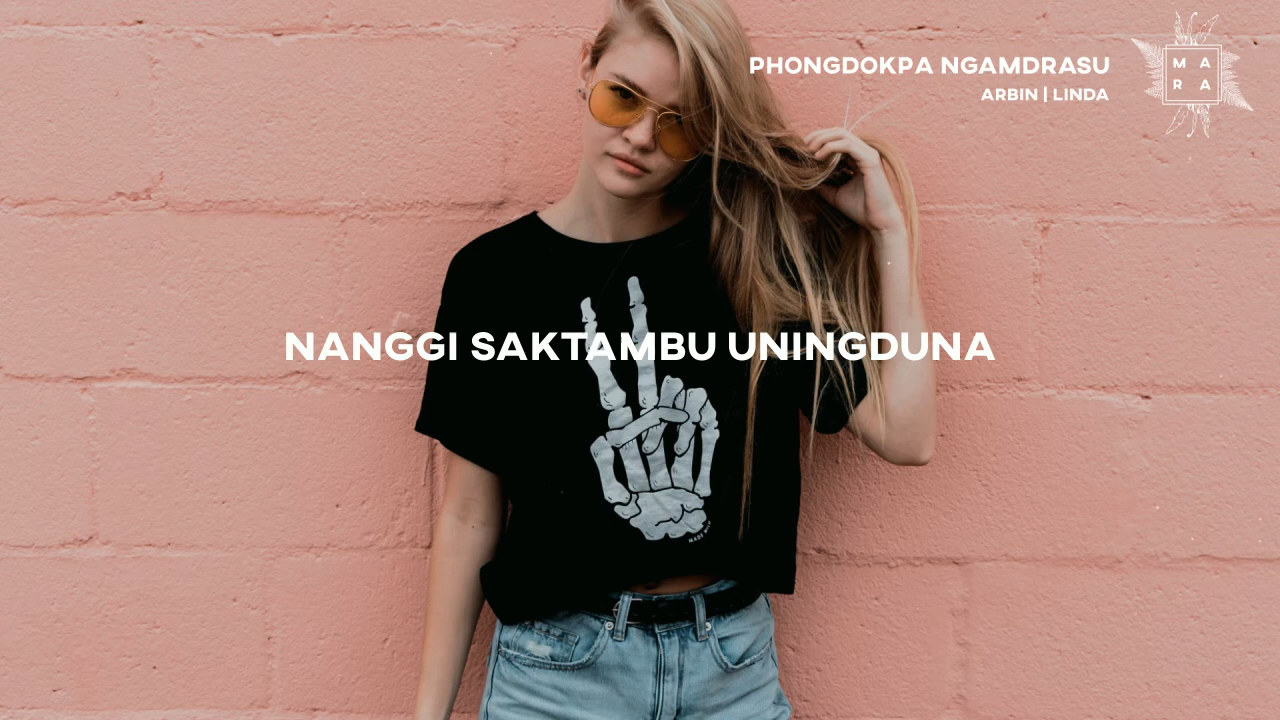 PHONGDOKPA NGAMDRASU
ARBIN | LINDA
M A
R A
NANGGI SAKTAMBU UNINGDUNA